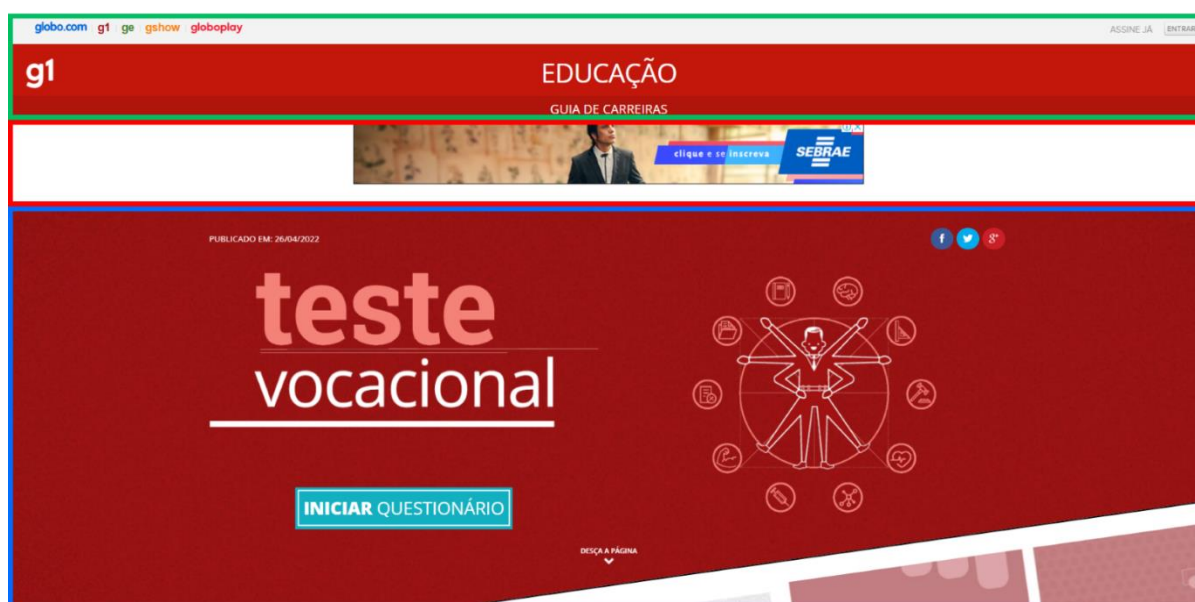 globo.com g1 ge gshow globoplay
ASSINE JÁ ENTRAR
g1
EDUCAÇÃO
GUIA DE CARREIRAS
clique e se inscreva SEBRAE
PUBLICADO EM: 26/04/2022
f
g+
teste
vocacional
INICIAR QUESTIONÁRIO
DESÇA A PÁGINA